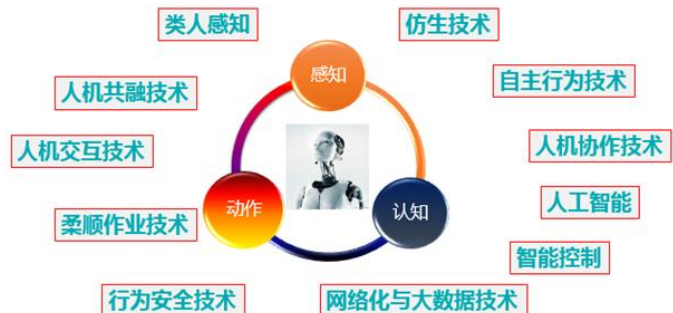 类人感知
仿生技术
感知
自主行为技术
人机共融技术
人机交互技术
人机协作技术
人工智能
动作
认知
柔顺作业技术
智能控制
行为安全技术
网络化与大数据技术